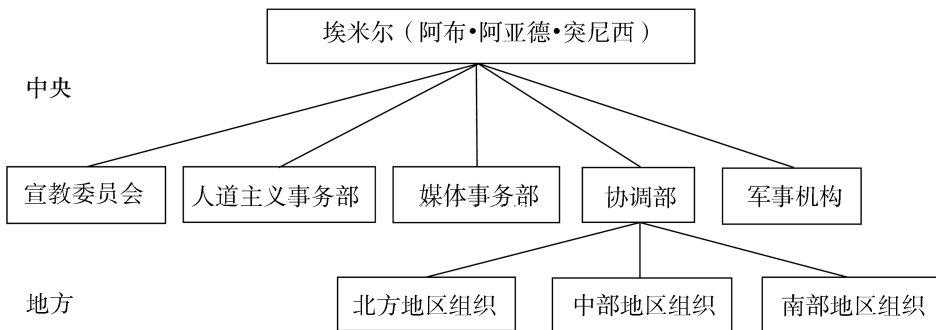 埃米尔（阿布•阿亚德•突尼西）
中央
宣教委员会
人道主义事务部
媒体事务部
协调部
军事机构
地方
北方地区组织
中部地区组织
南部地区组织